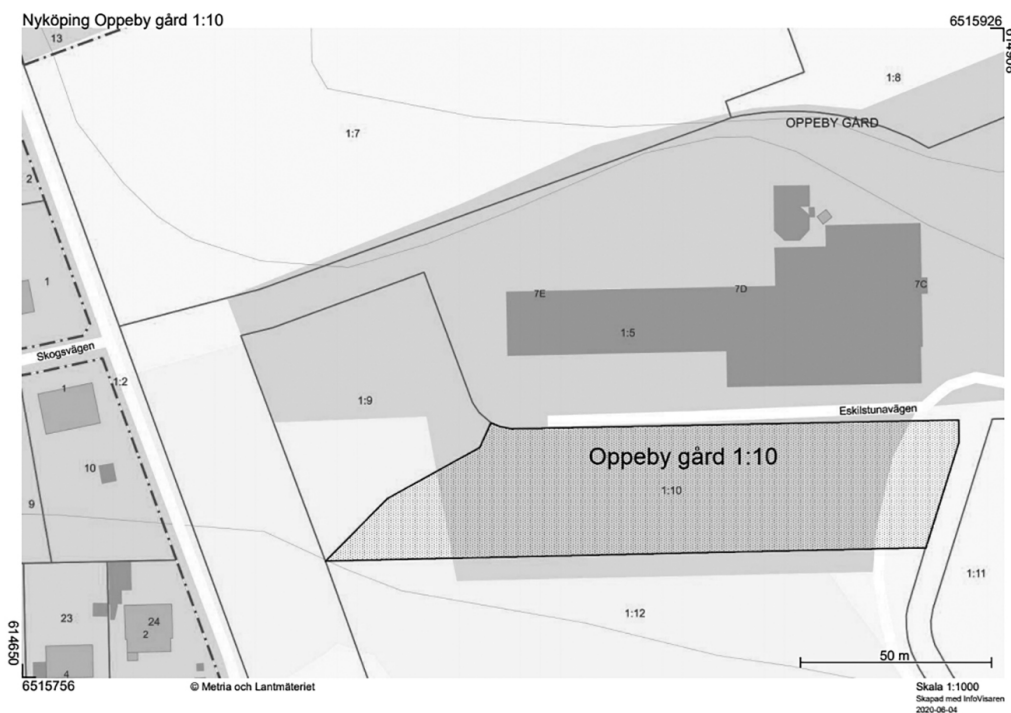 Nyköping Oppeby gård 1:10
6515926
614908
13
1:8
1:7
OPPEBY GÅRD
2
1
7E
7D
7C
1:5
Skogsvägen
1
1:2
1:9
Eskilstunavägen
Oppeby gård 1:10
10
1:10
9
1:11
23
24
2
1:12
4
614650
50 m
6515756
© Metria och Lantmäteriet
Skala 1:1000
Skapad med InfoVisaren
2020-06-04